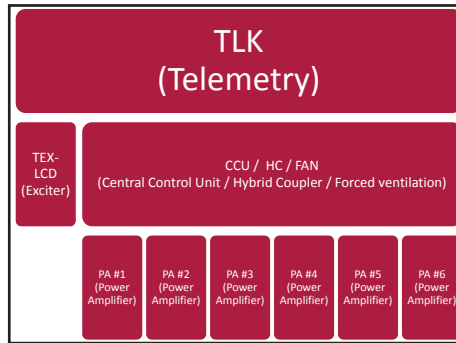 TLK
(Telemetry)
TEX-
LCD
(Exciter)
CCU / HC / FAN
(Central Control Unit / Hybrid Coupler / Forced ventilation)
PA #1
(Power
Amplifier)
PA #2
(Power
Amplifier)
PA #3
(Power
Amplifier)
PA #4
(Power
Amplifier)
PA #5
(Power
Amplifier)
PA #6
(Power
Amplifier)